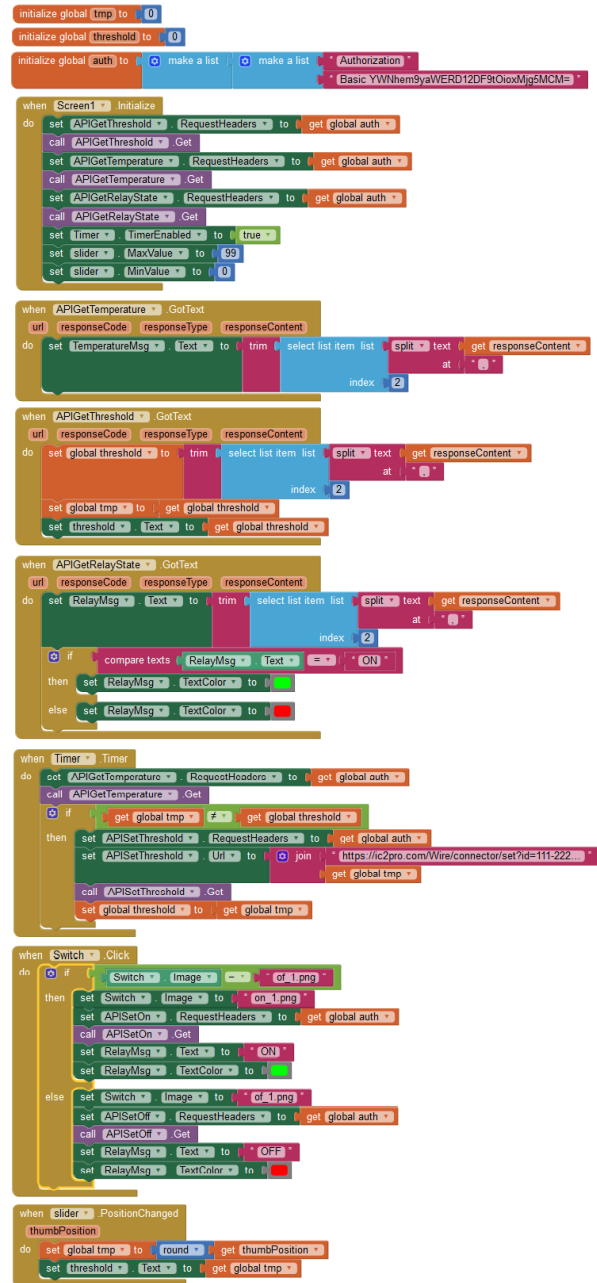 initialize global tmp to 0
initialize global threshold to 0
initialize global auth to make a list make a list " Authorization "
" Basic YWNhem9yaWERD12DF9tOioxMjg5MCM= "
when Screen1 .Initialize
do set APIGetThreshold . RequestHeaders to get global auth
call APIGetThreshold .Get
set APIGetTemperature . RequestHeaders to get global auth
call APIGetTemperature .Get
set APIGetRelayState . RequestHeaders to get global auth
call APIGetRelayState .Get
set Timer . TimerEnabled to true
set slider . MaxValue to 99
set slider . MinValue to 0
when APIGetTemperature .GotText
url responseCode responseType responseContent
do set TemperatureMsg . Text to trim select list item list split text get responseContent
at " , "
index 2
when APIGetThreshold .GotText
url responseCode responseType responseContent
do set global threshold to trim select list item list split text get responseContent
at " , "
index 2
set global tmp to get global threshold
set threshold . Text to get global threshold
when APIGetRelayState .GotText
url responseCode responseType responseContent
do set RelayMsg . Text to trim select list item list split text get responseContent
at " , "
index 2
if compare texts RelayMsg . Text = " ON "
then set RelayMsg . TextColor to
else set RelayMsg . TextColor to
when Timer .Timer
do set APIGetTemperature . RequestHeaders to get global auth
call APIGetTemperature .Get
if get global tmp ≠ get global threshold
then set APISetThreshold . RequestHeaders to get global auth
set APISetThreshold . Url to join " https://ic2pro.com/Wire/connector/set?id=111-222... "
get global tmp
call APISetThreshold .Get
set global threshold to get global tmp
when Switch .Click
do if Switch . Image = " of_1.png "
then set Switch . Image to " on_1.png "
set APISetOn . RequestHeaders to get global auth
call APISetOn .Get
set RelayMsg . Text to " ON "
set RelayMsg . TextColor to
else set Switch . Image to " of_1.png "
set APISetOff . RequestHeaders to get global auth
call APISetOff .Get
set RelayMsg . Text to " OFF "
set RelayMsg . TextColor to
when slider .PositionChanged
thumbPosition
do set global tmp to round get thumbPosition
set threshold . Text to get global tmp